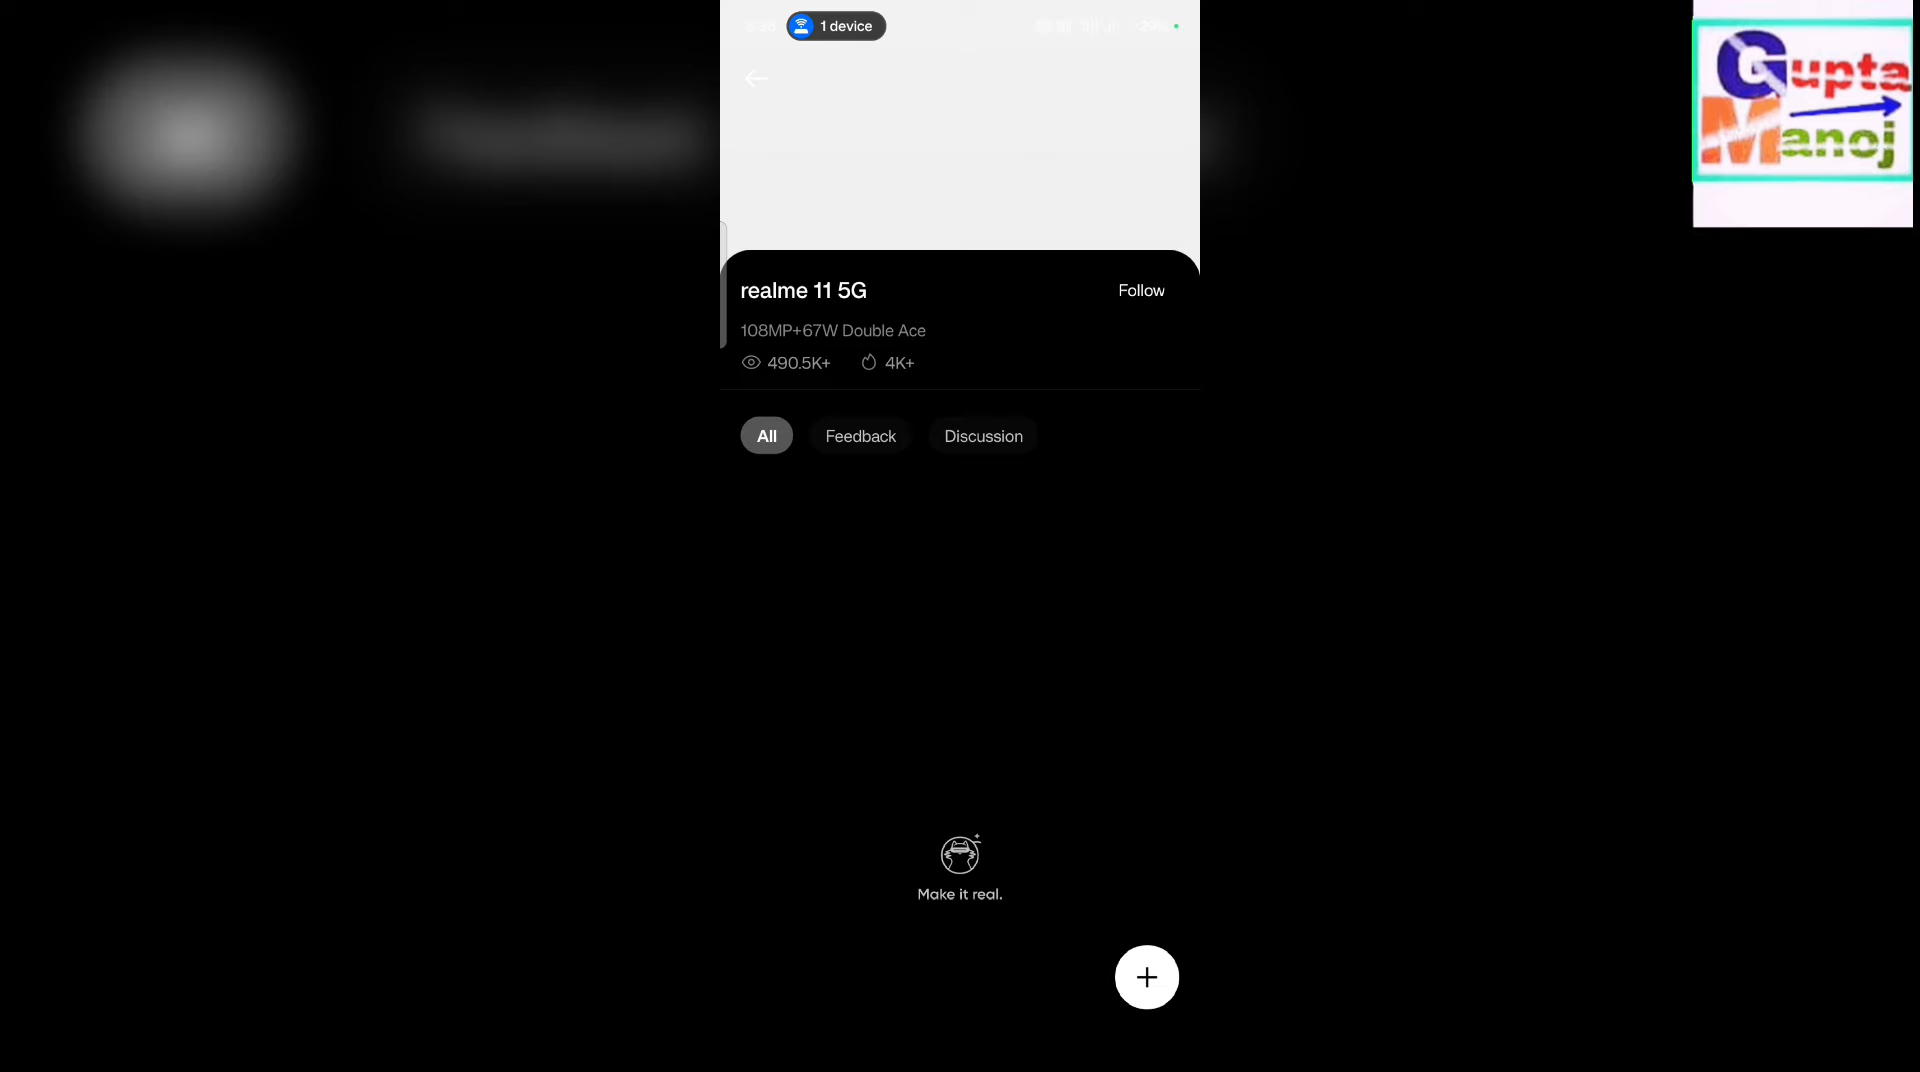 1 device
Gupta
Manoj
realme 11 5G
Follow
108MP+67W Double Ace
490.5K+
4K+
All
Feedback
Discussion
Make it real.